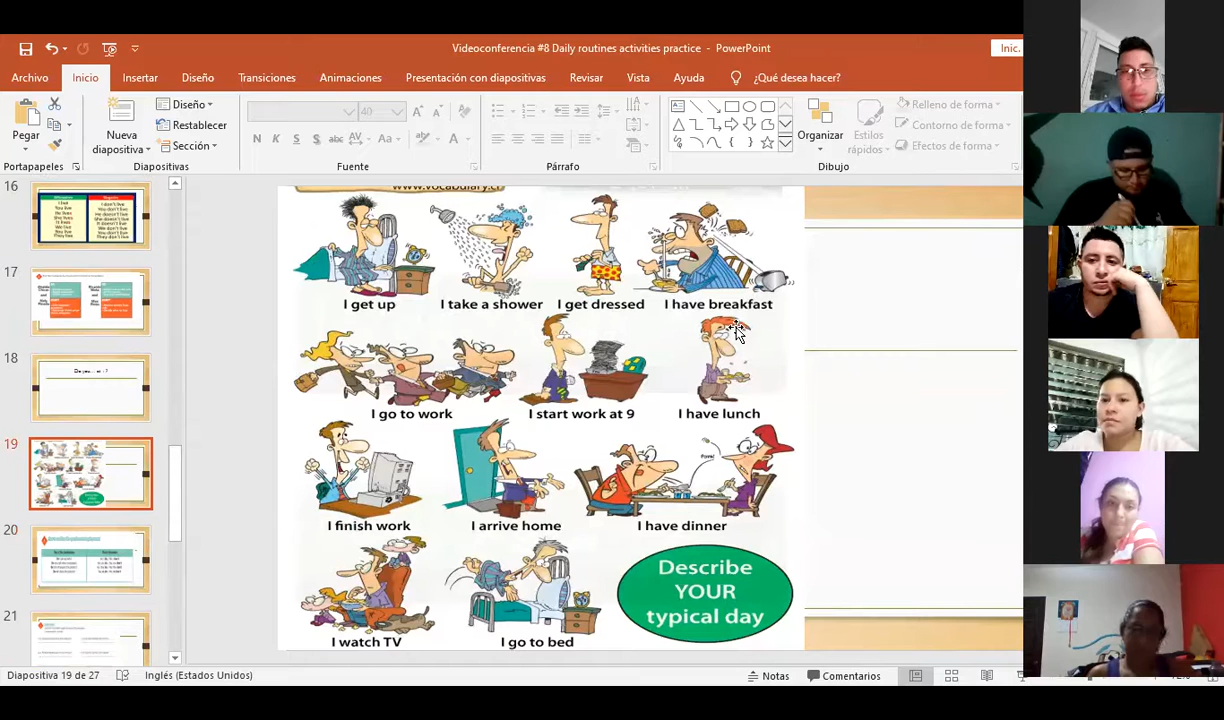 Videoconferencia #8 Daily routines activities practice - PowerPoint
Inic.
Archivo Inicio Insertar Diseño Transiciones Animaciones Presentación con diapositivas Revisar Vista Ayuda ¿Qué desea hacer?
Pegar
Nueva diapositiva
Diseño
Restablecer
Sección
40
N K S abc AV Aa A
Organizar
Estilos rápidos
Relleno de forma
Contorno de forma
Efectos de forma
Portapapeles Diapositivas Fuente Párrafo Dibujo
16
17
18
19
20
21
I get up I take a shower I get dressed I have breakfast
I go to work I start work at 9 I have lunch
I finish work I arrive home I have dinner
I watch TV I go to bed
Describe
YOUR
typical day
Diapositiva 19 de 27 Inglés (Estados Unidos) Notas Comentarios